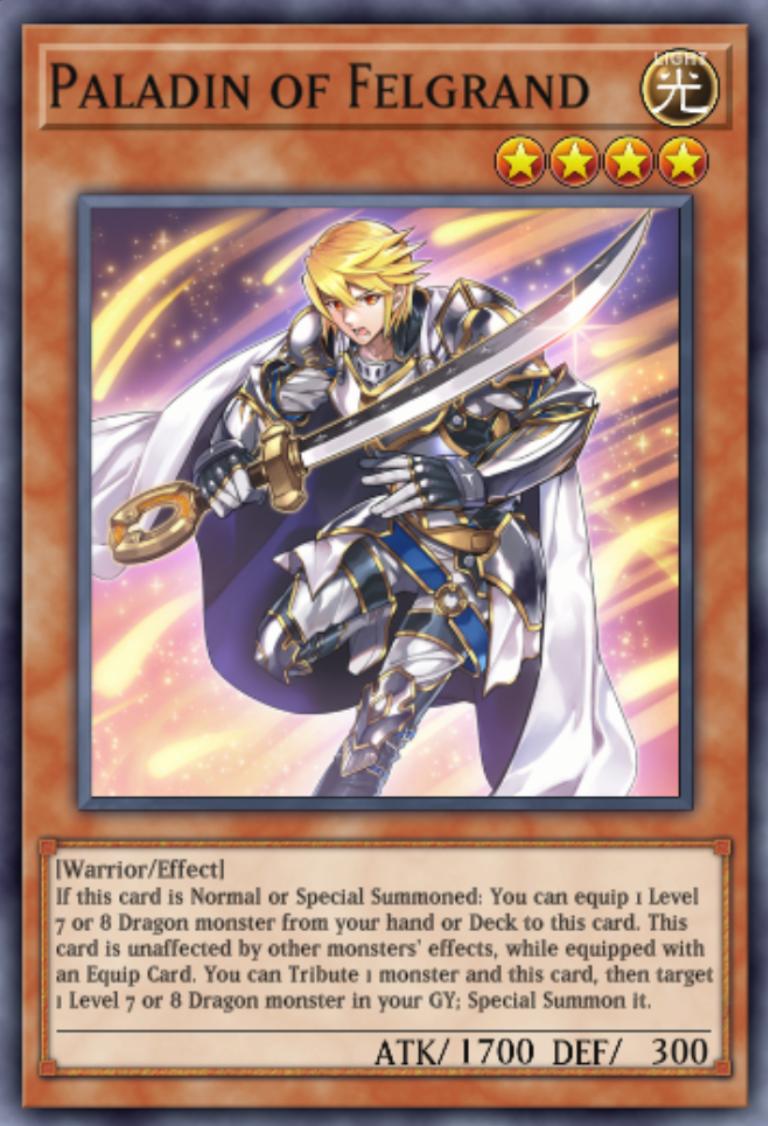 PALADIN OF FELGRAND
LIGHT
光
[Warrior/Effect]
If this card is Normal or Special Summoned: You can equip 1 Level
7 or 8 Dragon monster from your hand or Deck to this card. This
card is unaffected by other monsters' effects, while equipped with
an Equip Card. You can Tribute 1 monster and this card, then target
1 Level 7 or 8 Dragon monster in your GY; Special Summon it.
ATK/ 1700 DEF/ 300